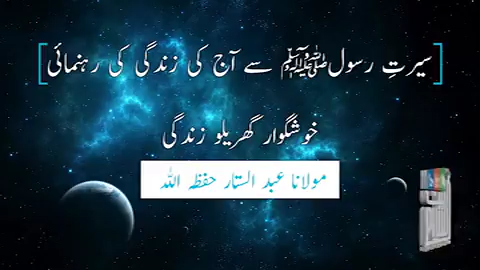 [سیرتِ رسول ﷺ سے آج کی زندگی کی رہنمائی]
خوشگوار گھریلو زندگی
مولانا عبد الستار حفظہ اللہ